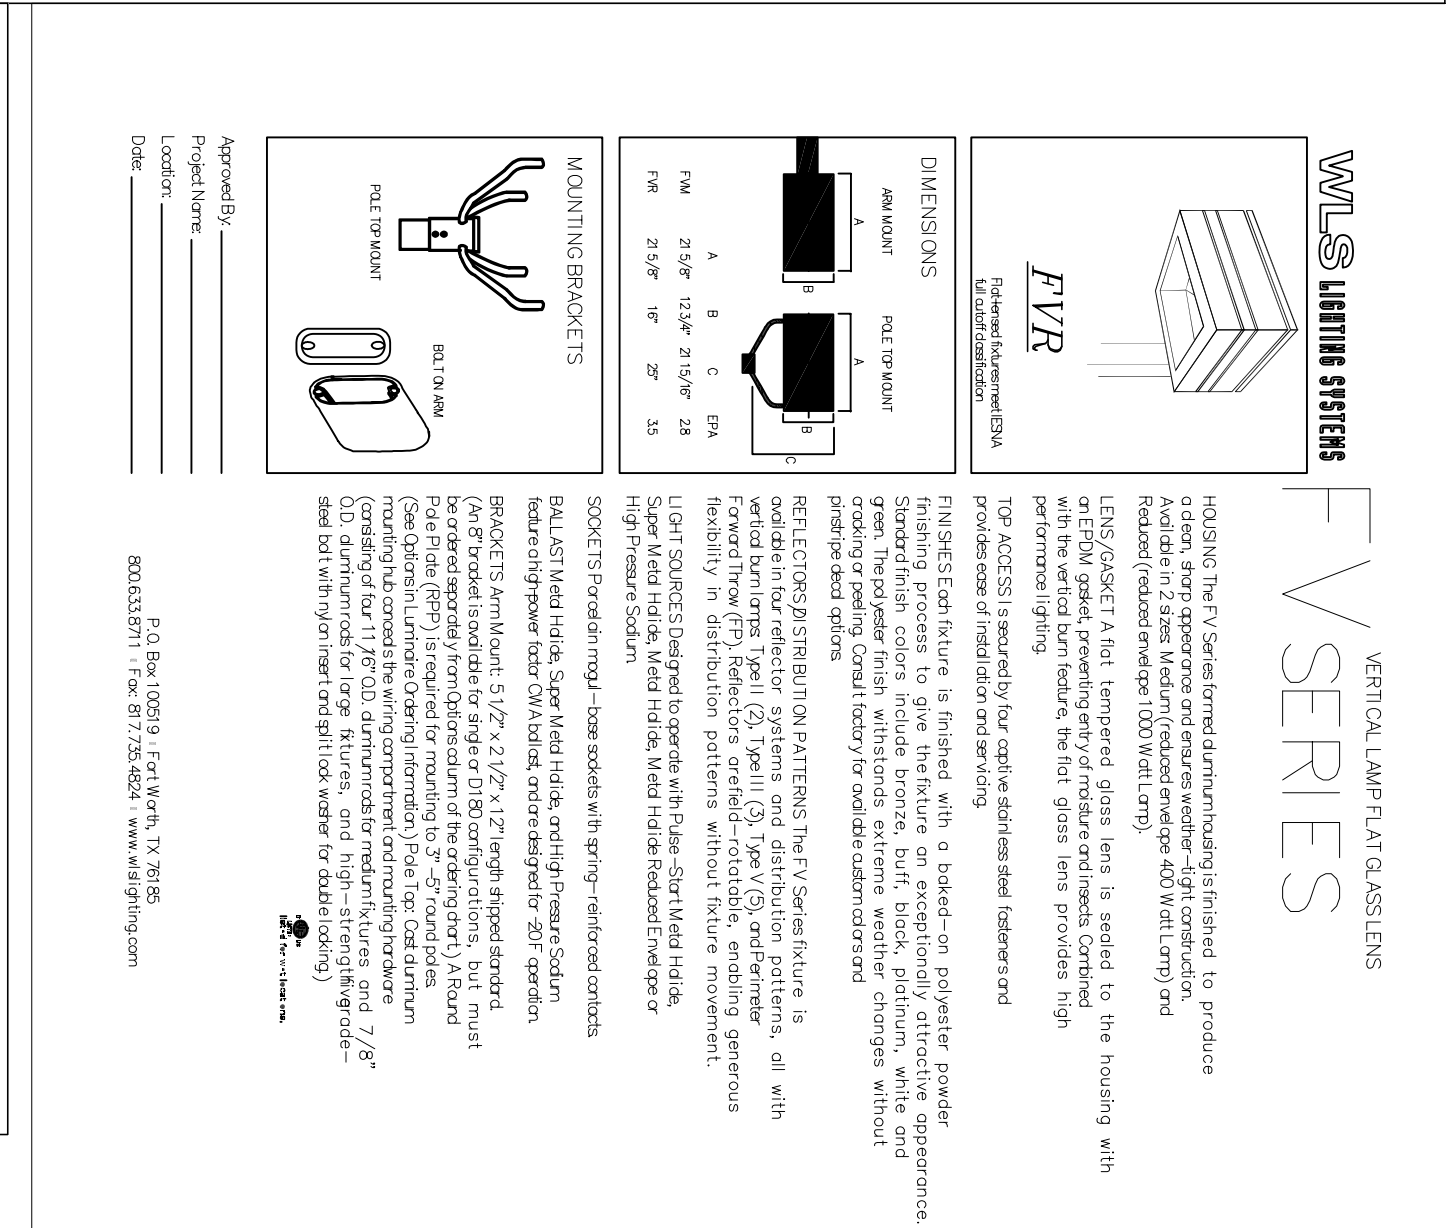 WLS LIGHTING SYSTEMS
FVR
Flat-lensed fixtures meet IESNA
full cutoff classification
DIMENSIONS
ARM MOUNT
POLE TOP MOUNT
A
B
A
B
C
A B C EPA
FVM 21 5/8" 12 3/4" 21 15/16" 2.8
FVR 21 5/8" 16" 25" 3.5
MOUNTING BRACKETS
POLE TOP MOUNT
BOLT ON ARM
Approved By:
Project Name:
Location:
Date:
VERTICAL LAMP FLAT GLASS LENS
FV SERIES
HOUSING The FV Series formed aluminum housing is finished to produce
a clean, sharp appearance and ensures weather-tight construction.
Available in 2 sizes: Medium (reduced envelope 400 Watt Lamp) and
Reduced (reduced envelope 1000 Watt Lamp).
LENS/GASKET A flat tempered glass lens is sealed to the housing with
an EPDM gasket, preventing entry of moisture and insects. Combined
with the vertical burn feature, the flat glass lens provides high
performance lighting.
TOP ACCESS Is secured by four captive stainless steel fasteners and
provides ease of installation and servicing.
FINISHES Each fixture is finished with a baked-on polyester powder
finishing process to give the fixture an exceptionally attractive appearance.
Standard finish colors include bronze, buff, black, platinum, white and
green. The polyester finish withstands extreme weather changes without
cracking or peeling. Consult factory for available custom colors and
pinstripe decal options.
REFLECTORS/DISTRIBUTION PATTERNS The FV Series fixture is
available in four reflector systems and distribution patterns, all with
vertical burn lamps: Type II (2), Type III (3), Type V (5), and Perimeter
Forward Throw (FP). Reflectors are field-rotatable, enabling generous
flexibility in distribution patterns without fixture movement.
LIGHT SOURCES Designed to operate with Pulse-Start Metal Halide,
Super Metal Halide, Metal Halide, Metal Halide Reduced Envelope or
High Pressure Sodium.
SOCKETS Porcelain mogul-base sockets with spring-reinforced contacts.
BALLAST Metal Halide, Super Metal Halide, and High Pressure Sodium
feature a high-power factor CWA ballast, and are designed for -20 F operation.
BRACKETS Arm Mount: 5 1/2" x 2 1/2" x 12" length shipped standard.
(An 8" bracket is available for single or D180 configurations, but must
be ordered separately from Options column of the ordering chart.) A Round
Pole Plate (RPP) is required for mounting to 3"-5" round poles.
(See Options in Luminaire Ordering Information.) Pole Top: Cast aluminum
mounting hub conceals the wiring compartment and mounting hardware
(consisting of four 11/16" O.D. aluminum rods for medium fixtures and 7/8"
O.D. aluminum rods for large fixtures, and high-strength five grade-
steel bolt with nylon insert and split lock washer for double locking.)
listed for wet locations.
P.O. Box 100519 Fort Worth, TX 76185
800.633.8711 Fax: 817.735.4824 www.wlslighting.com